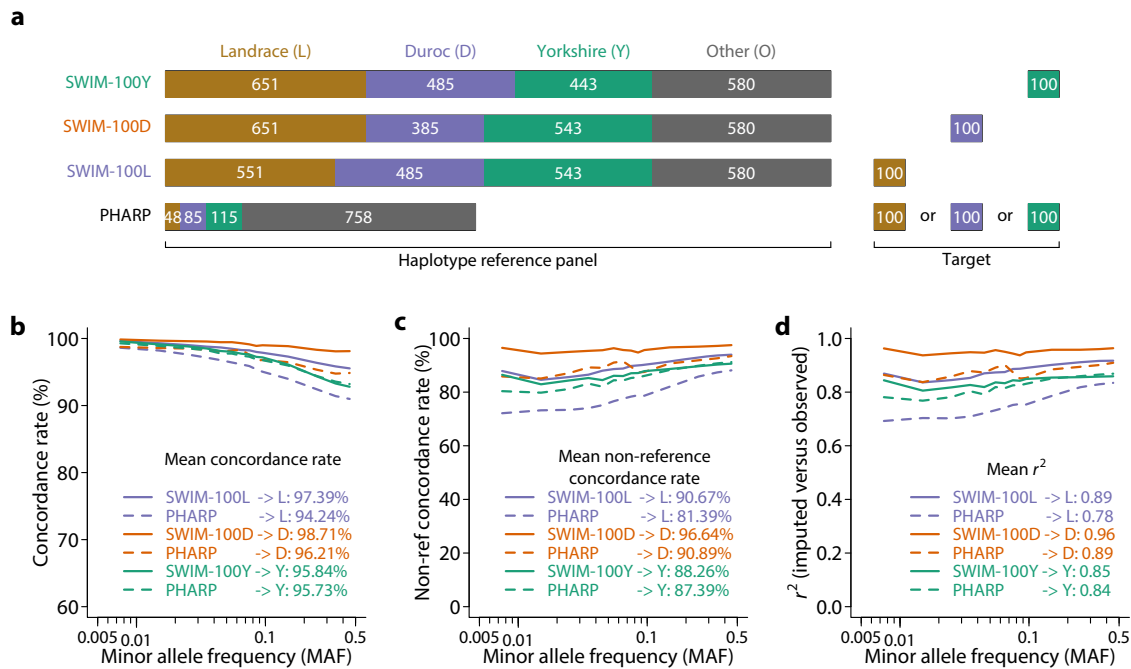 a
Landrace (L) Duroc (D) Yorkshire (Y) Other (O)
SWIM-100Y 651 485 443 580 100
SWIM-100D 651 385 543 580 100
SWIM-100L 551 485 543 580 100
PHARP 48 85 115 758 100 or 100 or 100
Haplotype reference panel Target
b
Concordance rate (%)
100
90
80
70
60
Mean concordance rate
SWIM-100L -> L: 97.39%
PHARP -> L: 94.24%
SWIM-100D -> D: 98.71%
PHARP -> D: 96.21%
SWIM-100Y -> Y: 95.84%
PHARP -> Y: 95.73%
0.005 0.01 0.1 0.5
Minor allele frequency (MAF)
c
Non-ref concordance rate (%)
100
80
60
40
20
0
Mean non-reference
concordance rate
SWIM-100L -> L: 90.67%
PHARP -> L: 81.39%
SWIM-100D -> D: 96.64%
PHARP -> D: 90.89%
SWIM-100Y -> Y: 88.26%
PHARP -> Y: 87.39%
0.005 0.01 0.1 0.5
Minor allele frequency (MAF)
d
r² (imputed versus observed)
1.0
0.8
0.6
0.4
0.2
0.0
Mean r²
SWIM-100L -> L: 0.89
PHARP -> L: 0.78
SWIM-100D -> D: 0.96
PHARP -> D: 0.89
SWIM-100Y -> Y: 0.85
PHARP -> Y: 0.84
0.005 0.01 0.1 0.5
Minor allele frequency (MAF)